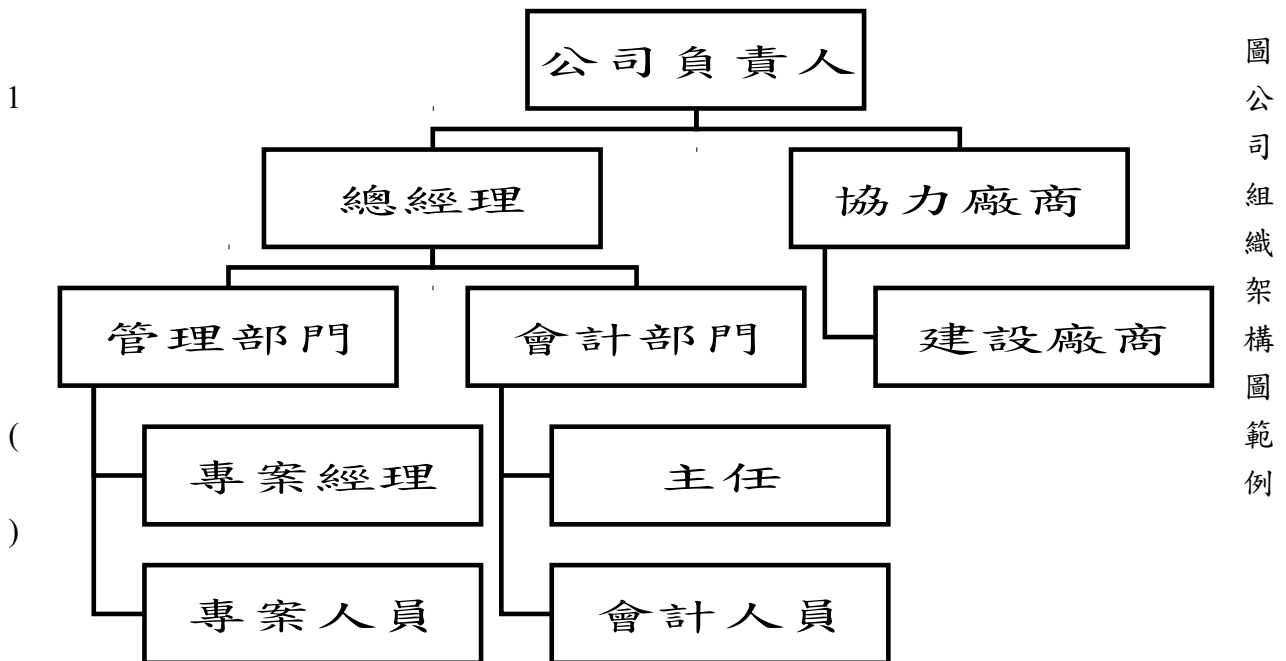 公司負責人
總經理
協力廠商
管理部門
會計部門
建設廠商
專案經理
主任
專案人員
會計人員
圖公司組織架構圖範例
1
(
)